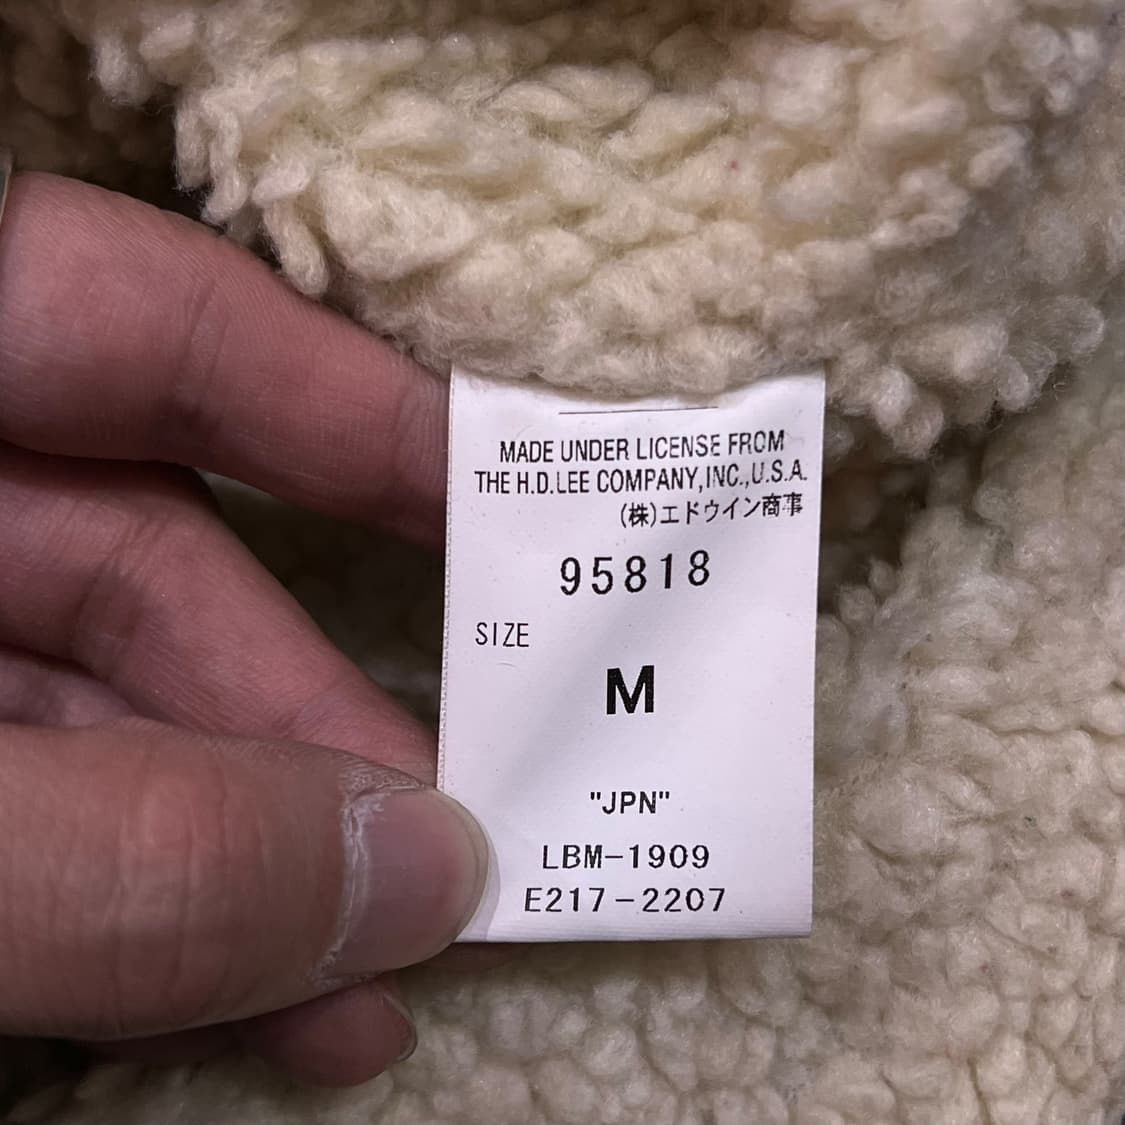 MADE UNDER LICENSE FROM
THE H.D.LEE COMPANY,INC.,U.S.A.
(株)エドウイン商事
95818
SIZE
M
"JPN"
LBM-1909
E217-2207